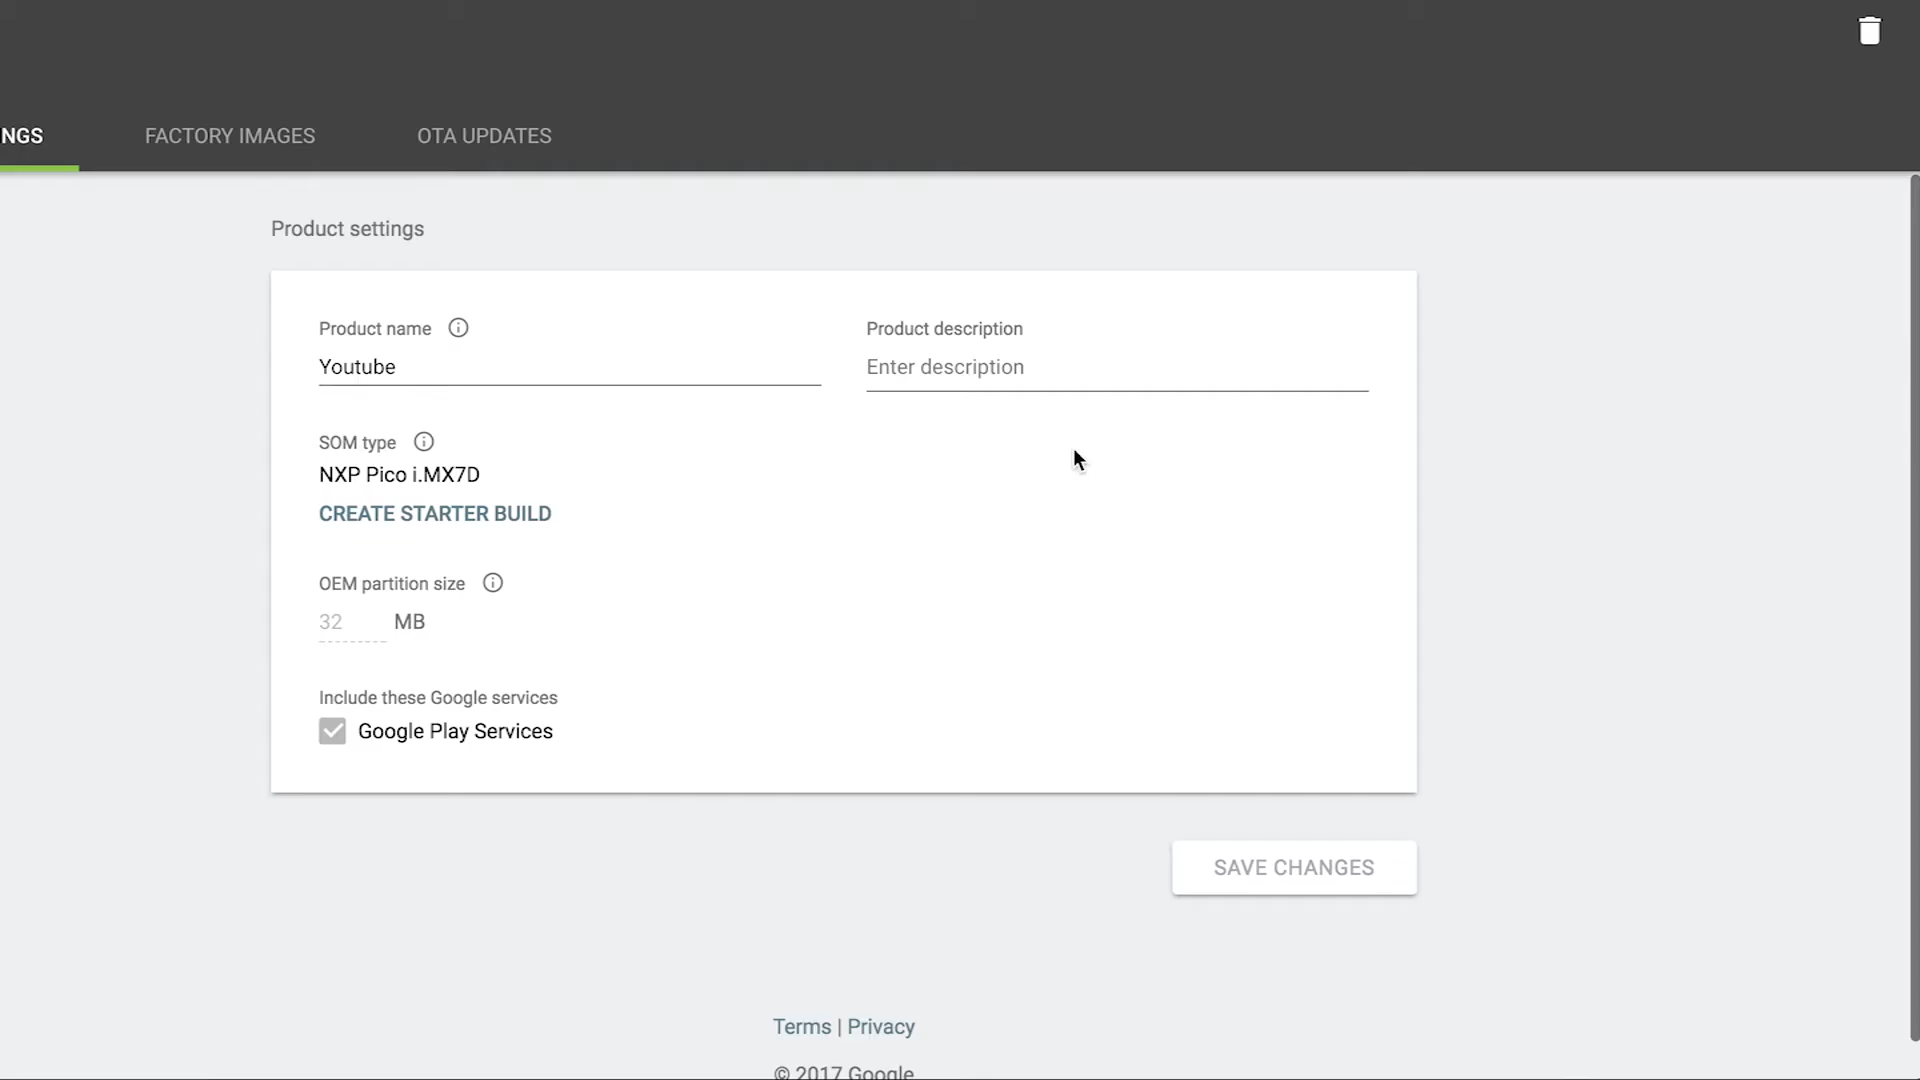 NGS FACTORY IMAGES OTA UPDATES
Product settings
Product name Product description
Youtube Enter description
SOM type
NXP Pico i.MX7D
CREATE STARTER BUILD
OEM partition size
32 MB
Include these Google services
Google Play Services
SAVE CHANGES
Terms | Privacy
© 2017 Google